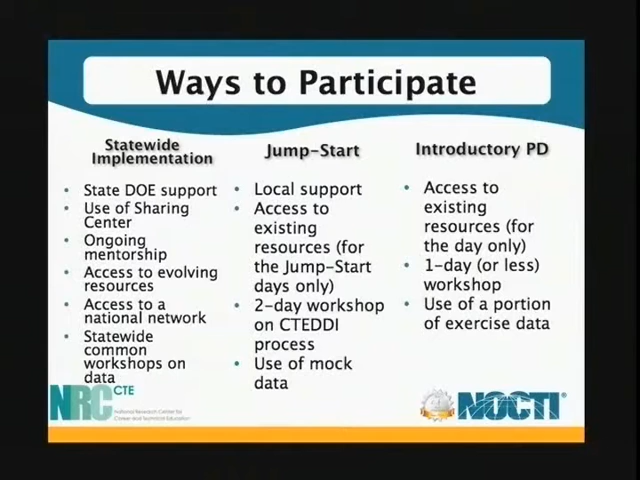 Ways to Participate
Statewide
Implementation
• State DOE support
• Use of Sharing
Center
• Ongoing
mentorship
• Access to evolving
resources
• Access to a
national network
• Statewide
common
workshops on
data
Jump-Start
• Local support
• Access to
existing
resources (for
the Jump-Start
days only)
• 2-day workshop
on CTEDDI
process
• Use of mock
data
Introductory PD
• Access to
existing
resources (for
the day only)
• 1-day (or less)
workshop
• Use of a portion
of exercise data
NRC CTE
National Research Center for
Career and Technical Education
NOCTI®